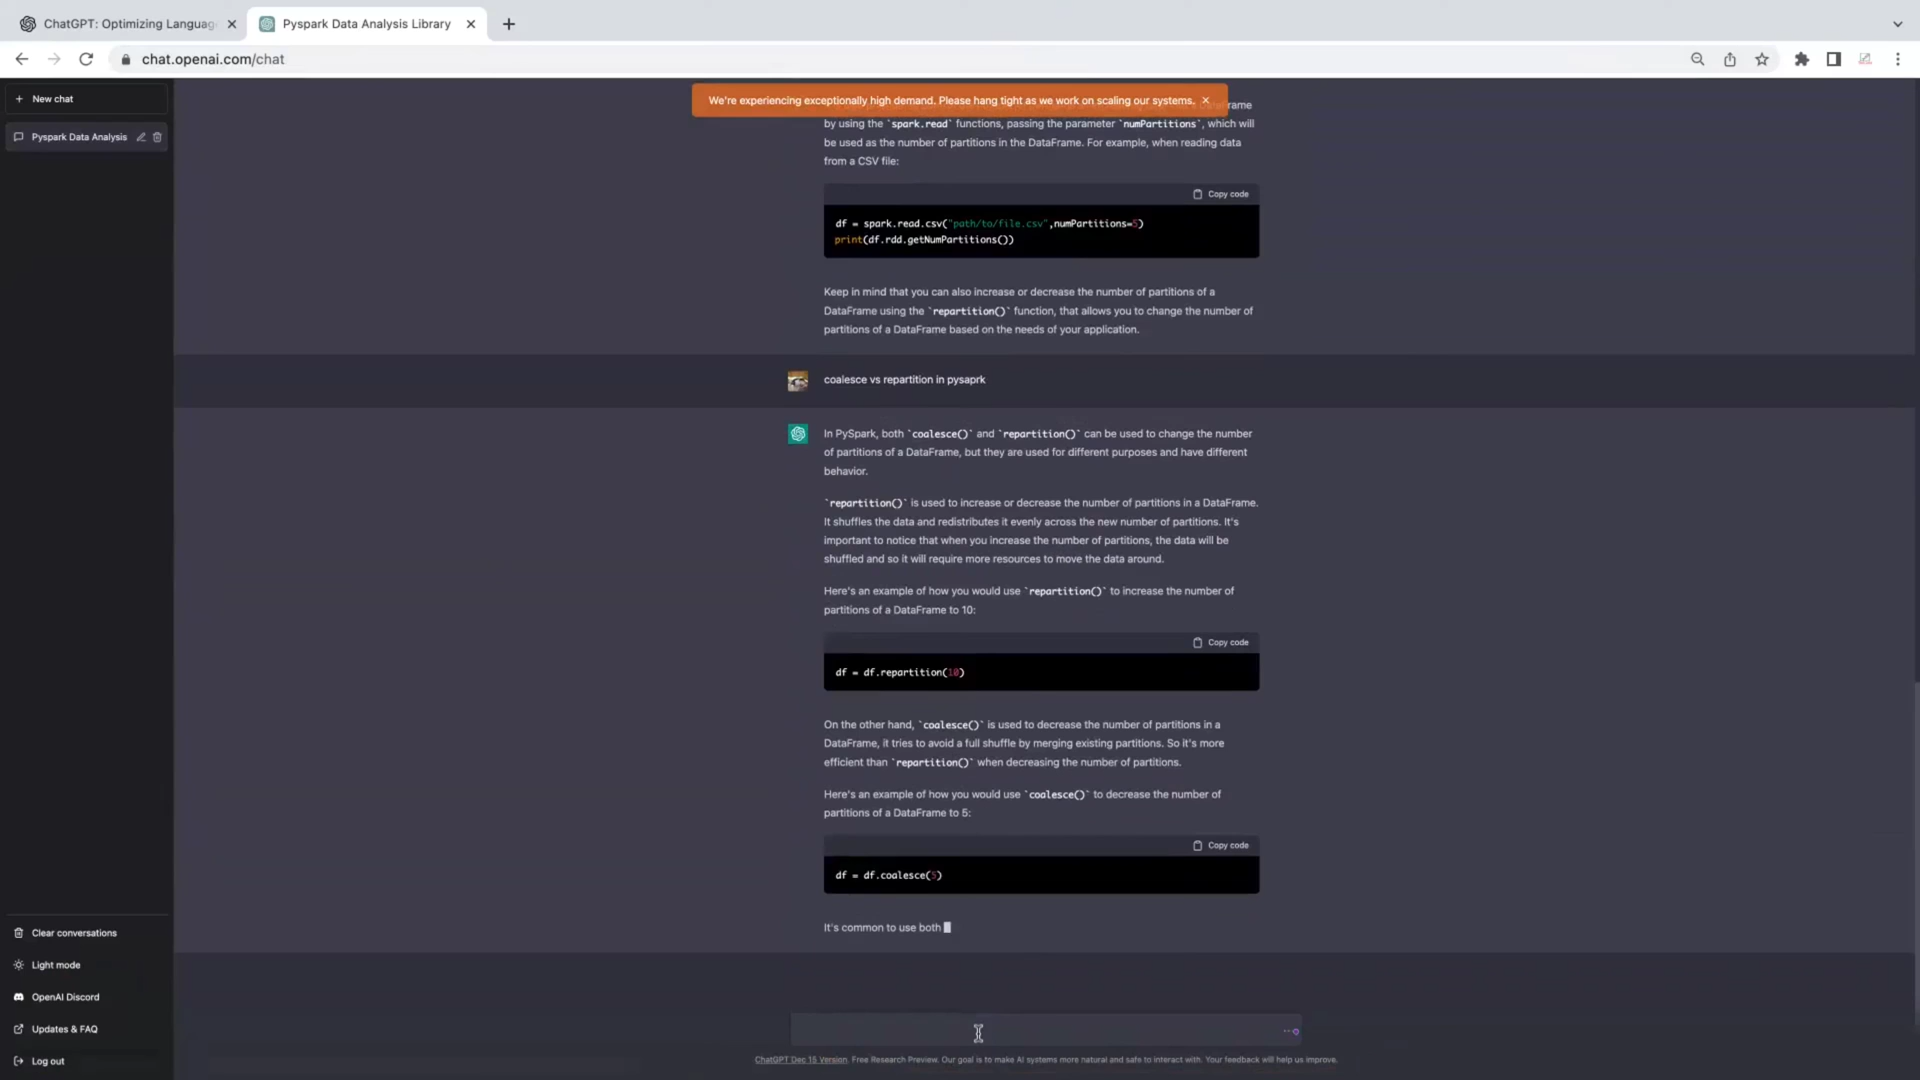 ChatGPT: Optimizing Languag
Pyspark Data Analysis Library
chat.openai.com/chat
New chat
Pyspark Data Analysis
We're experiencing exceptionally high demand. Please hang tight as we work on scaling our systems.
by using the `spark.read` functions, passing the parameter `numPartitions`, which will
be used as the number of partitions in the DataFrame. For example, when reading data
from a CSV file:
Copy code
df = spark.read.csv("path/to/file.csv",numPartitions=5)
print(df.rdd.getNumPartitions())
Keep in mind that you can also increase or decrease the number of partitions of a
DataFrame using the `repartition()` function, that allows you to change the number of
partitions of a DataFrame based on the needs of your application.
coalesce vs repartition in pysaprk
In PySpark, both `coalesce()` and `repartition()` can be used to change the number
of partitions of a DataFrame, but they are used for different purposes and have different
behavior.
`repartition()` is used to increase or decrease the number of partitions in a DataFrame.
It shuffles the data and redistributes it evenly across the new number of partitions. It's
important to notice that when you increase the number of partitions, the data will be
shuffled and so it will require more resources to move the data around.
Here's an example of how you would use `repartition()` to increase the number of
partitions of a DataFrame to 10:
Copy code
df = df.repartition(10)
On the other hand, `coalesce()` is used to decrease the number of partitions in a
DataFrame, it tries to avoid a full shuffle by merging existing partitions. So it's more
efficient than `repartition()` when decreasing the number of partitions.
Here's an example of how you would use `coalesce()` to decrease the number of
partitions of a DataFrame to 5:
Copy code
df = df.coalesce(5)
It's common to use both
Clear conversations
Light mode
OpenAI Discord
Updates & FAQ
Log out
ChatGPT Dec 15 Version. Free Research Preview. Our goal is to make AI systems more natural and safe to interact with. Your feedback will help us improve.